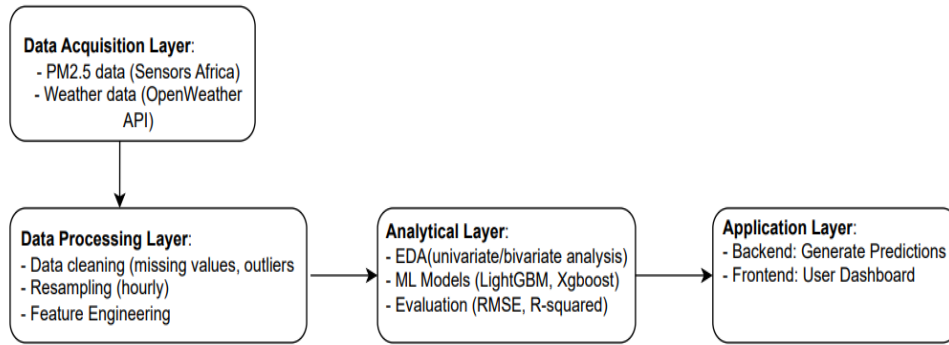 Data Acquisition Layer:
- PM2.5 data (Sensors Africa)
- Weather data (OpenWeather
API)
Data Processing Layer:
- Data cleaning (missing values, outliers
- Resampling (hourly)
- Feature Engineering
Analytical Layer:
- EDA(univariate/bivariate analysis)
- ML Models (LightGBM, Xgboost)
- Evaluation (RMSE, R-squared)
Application Layer:
- Backend: Generate Predictions
- Frontend: User Dashboard